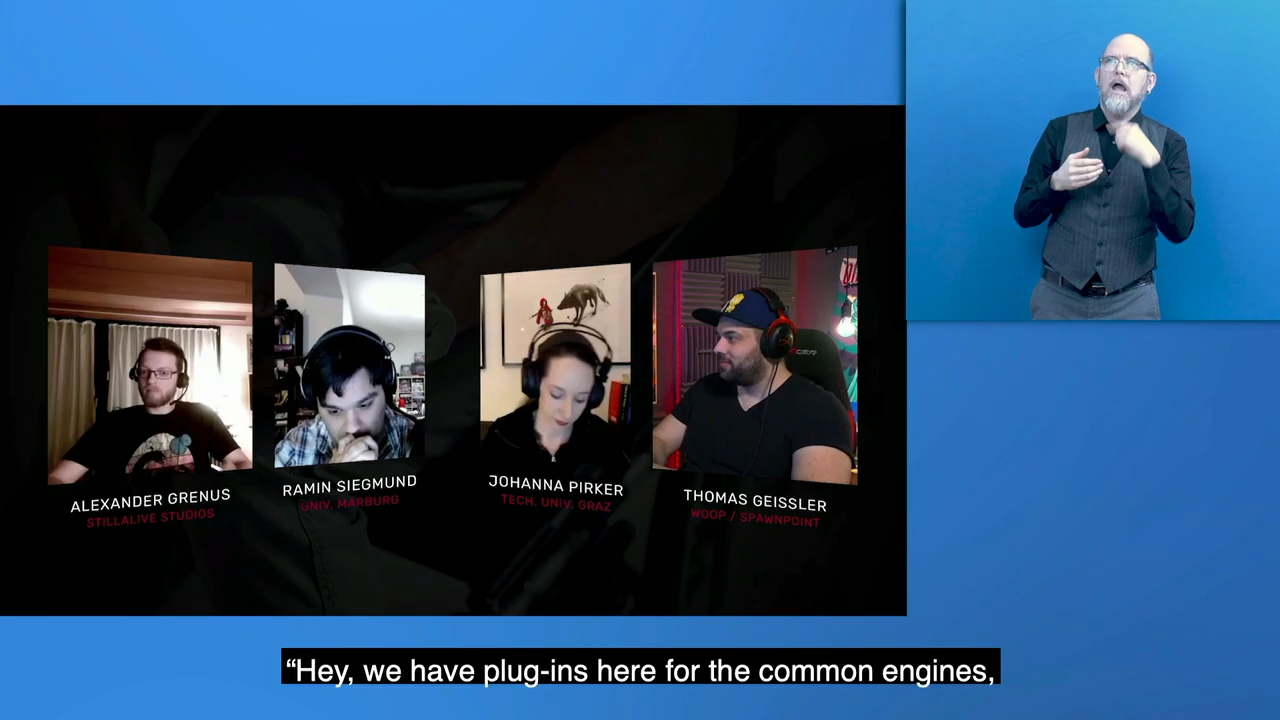 ALEXANDER GRENUS
STILLALIVE STUDIOS
RAMIN SIEGMUND
UNIV. MARBURG
JOHANNA PIRKER
TECH. UNIV. GRAZ
THOMAS GEISSLER
WOOP / SPAWNPOINT
“Hey, we have plug-ins here for the common engines,